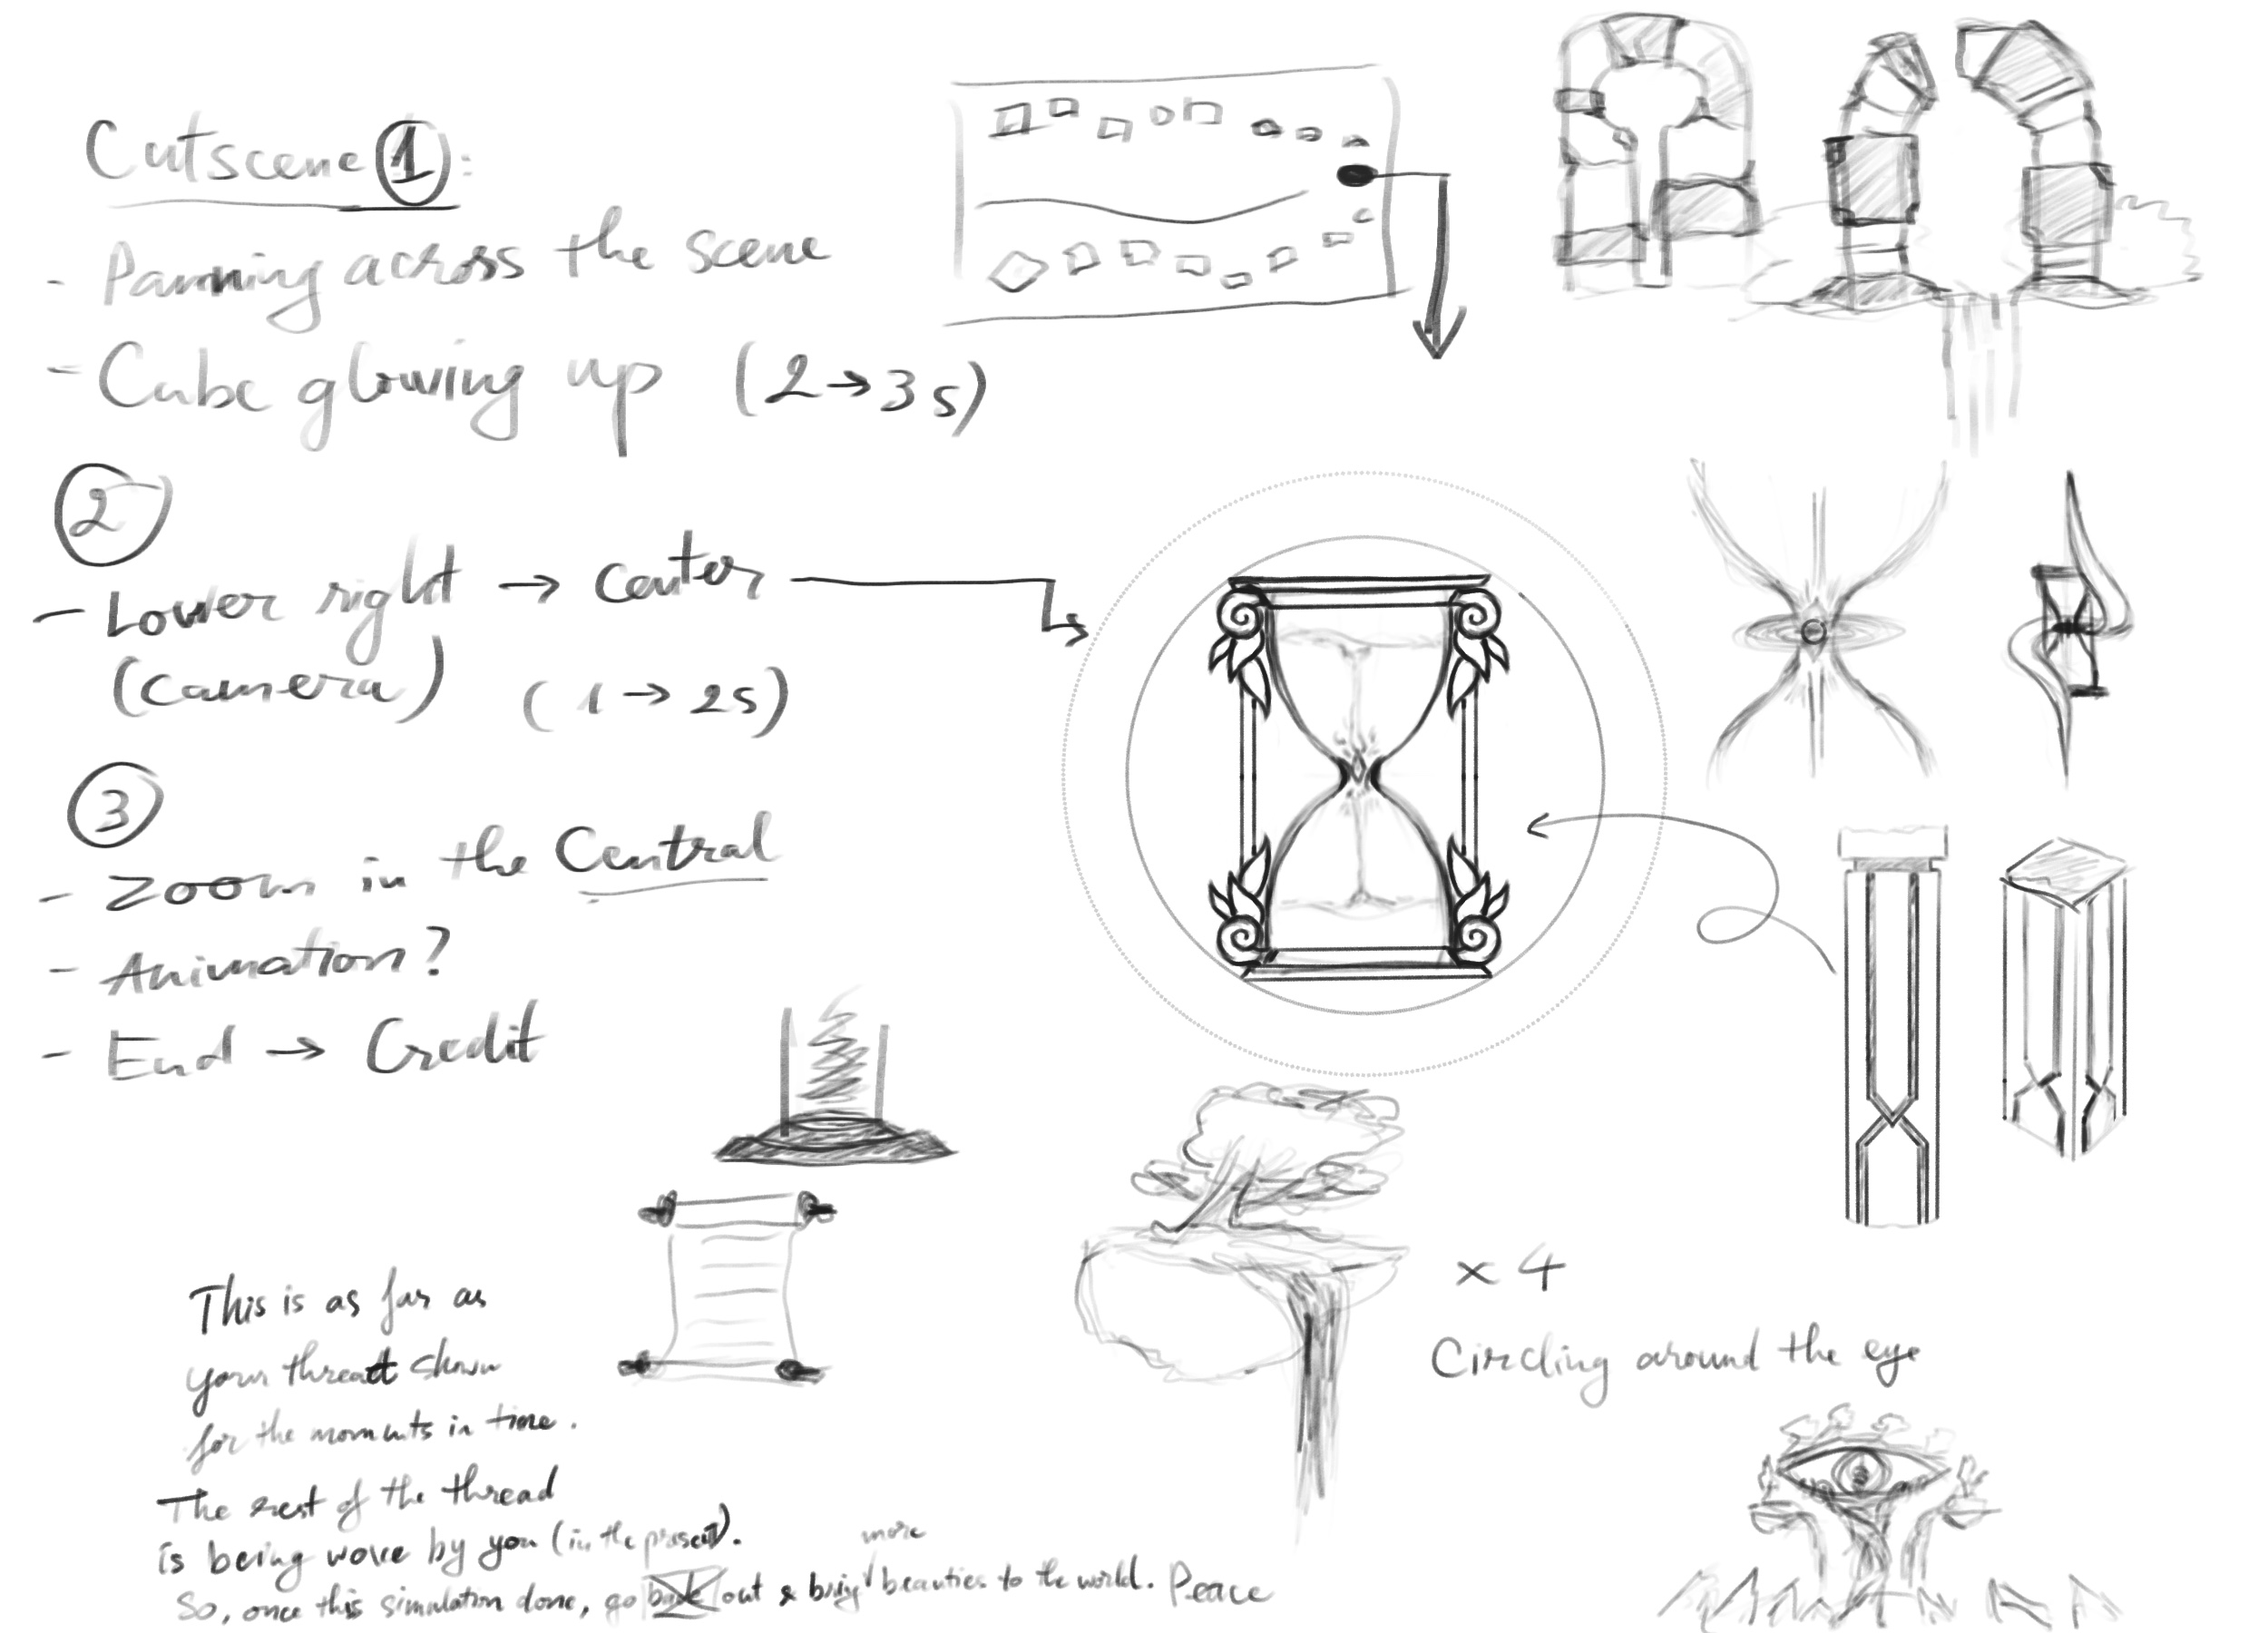 Cutscene 1:
- Panning across the scene
- Cube glowing up (2→3s)
2
- Lower right → center
(camera) (1→2s)
3
- Zoom in the Central
- Animation?
- End → Credit
This is as far as
your thread shown
for the moments in time.
The rest of the thread
is being wove by you (in the present).
So, once this simulation done, go back out & bring more beauties to the world. Peace
x 4
Circling around the eye